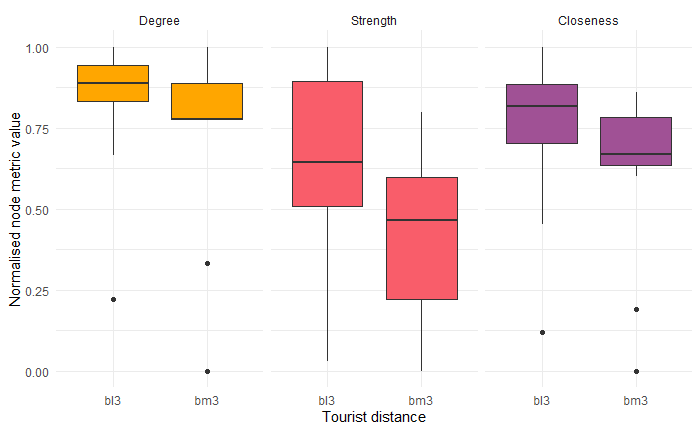 Degree Strength Closeness
Normalised node metric value
1.00
0.75
0.50
0.25
0.00
bl3 bm3 bl3 bm3 bl3 bm3
Tourist distance